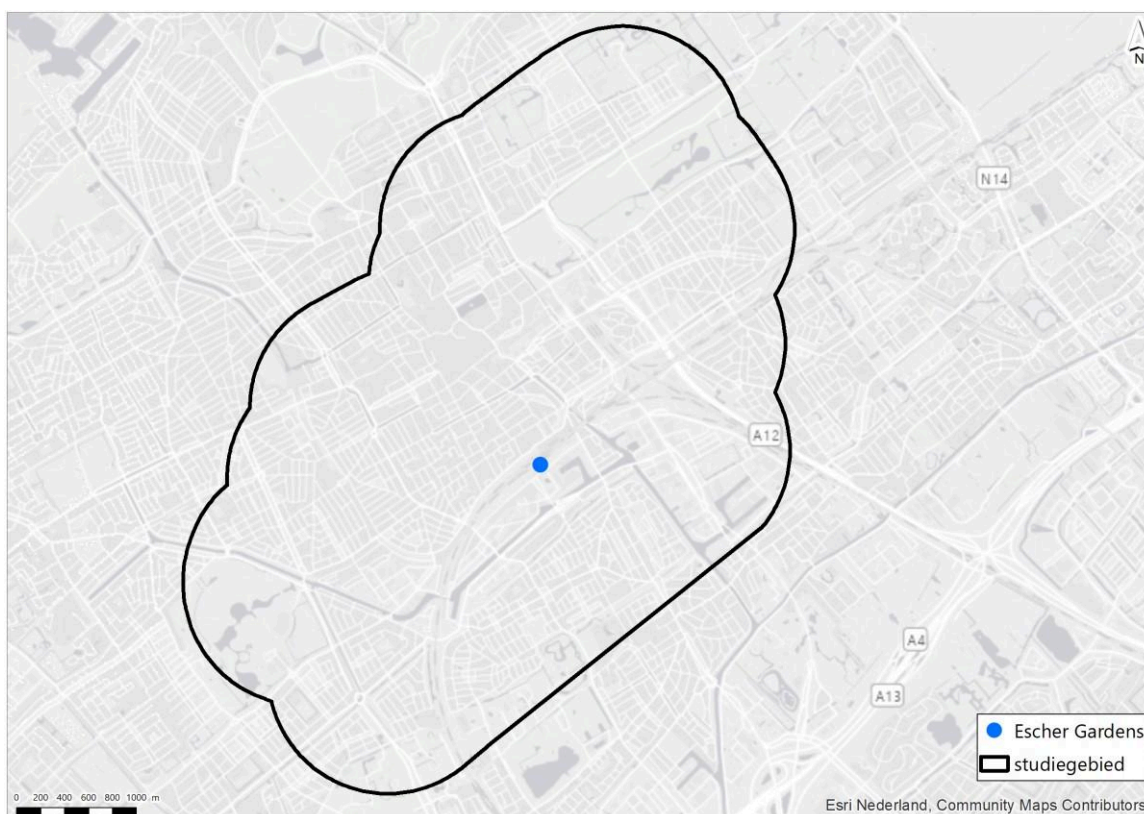 N
N14
A12
A4
A13
Escher Gardens
studiegebied
0 200 400 600 800 1000 m
Esri Nederland, Community Maps Contributors